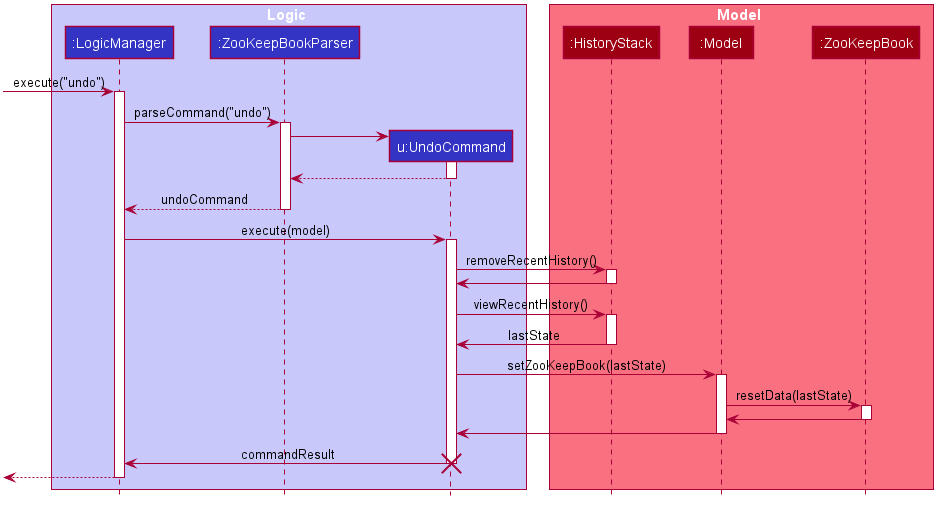 Logic
Model
:LogicManager
:ZooKeepBookParser
:HistoryStack
:Model
:ZooKeepBook
execute("undo")
parseCommand("undo")
u:UndoCommand
undoCommand
execute(model)
removeRecentHistory()
viewRecentHistory()
lastState
setZooKeepBook(lastState)
resetData(lastState)
commandResult